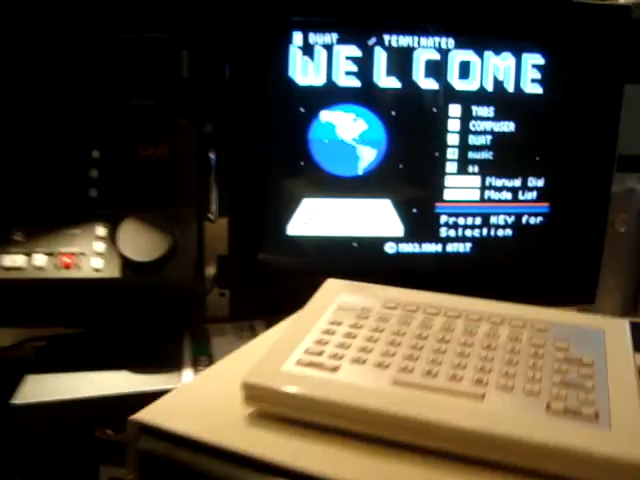 DUAT TERMINATED
WELCOME
TABS
COMPUSER
DUAT
music
Manual Dial
Mode List
Press KEY for
Selection
©1983,1984 AT&T